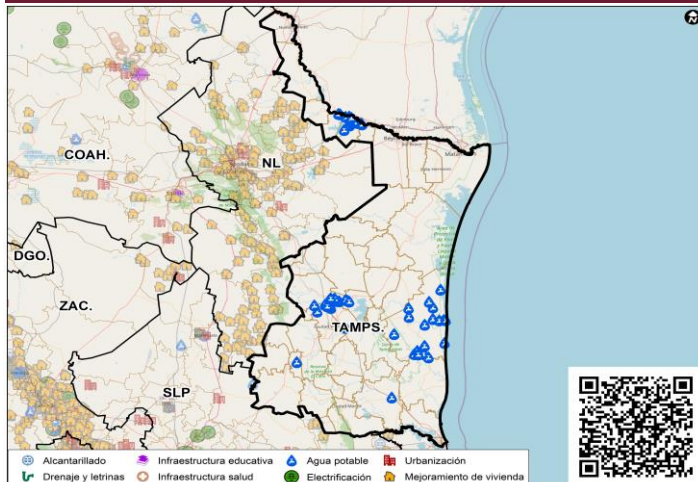 COAH.
NL
DGO.
ZAC.
TAMPS.
SLP
Alcantarillado
Infraestructura educativa
Agua potable
Urbanización
Drenaje y letrinas
Infraestructura salud
Electrificación
Mejoramiento de vivienda